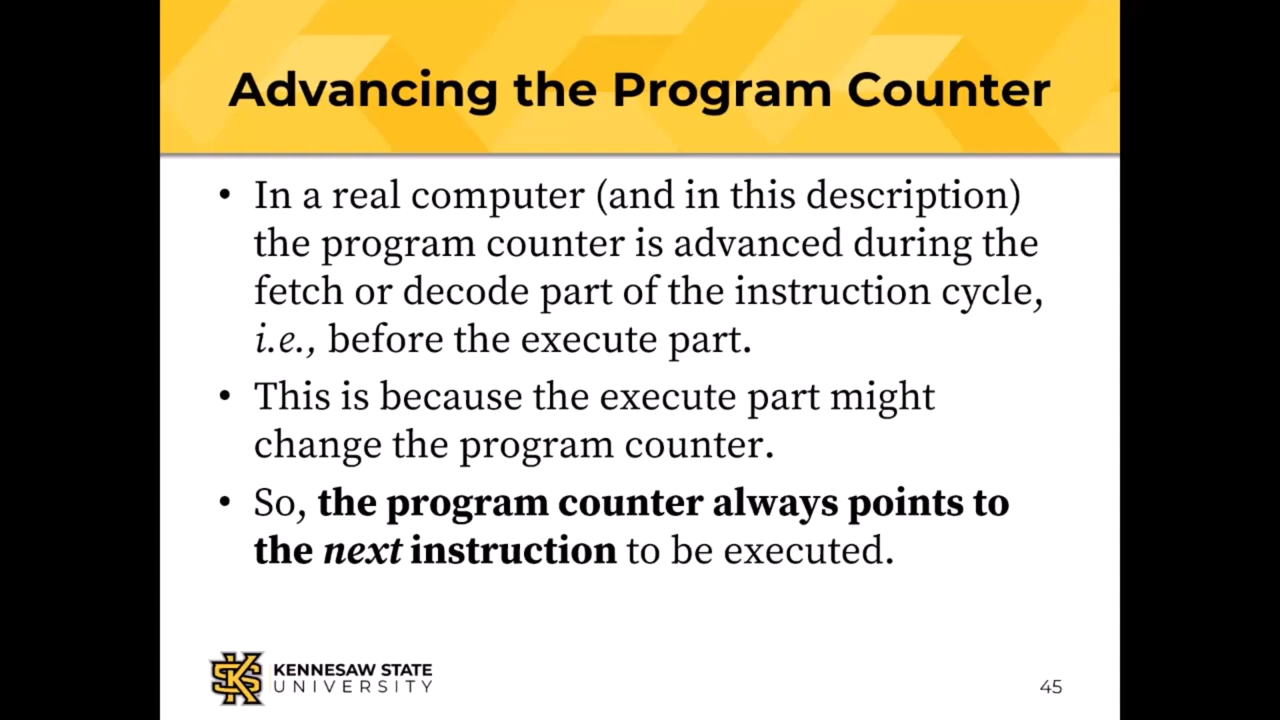 Advancing the Program Counter
• In a real computer (and in this description)
the program counter is advanced during the
fetch or decode part of the instruction cycle,
i.e., before the execute part.
• This is because the execute part might
change the program counter.
• So, the program counter always points to
the next instruction to be executed.
KENNESAW STATE
UNIVERSITY
45